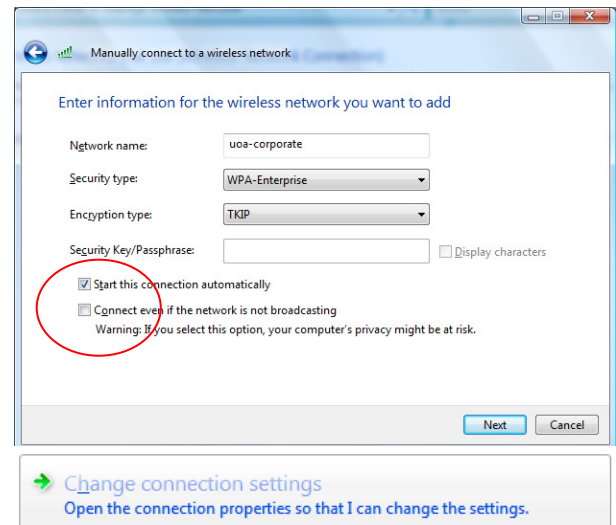 Manually connect to a wireless network
Enter information for the wireless network you want to add
Network name: uoa-corporate
Security type: WPA-Enterprise
Encryption type: TKIP
Security Key/Passphrase: Display characters
Start this connection automatically
Connect even if the network is not broadcasting
Warning: If you select this option, your computer's privacy might be at risk.
Next Cancel
Change connection settings
Open the connection properties so that I can change the settings.